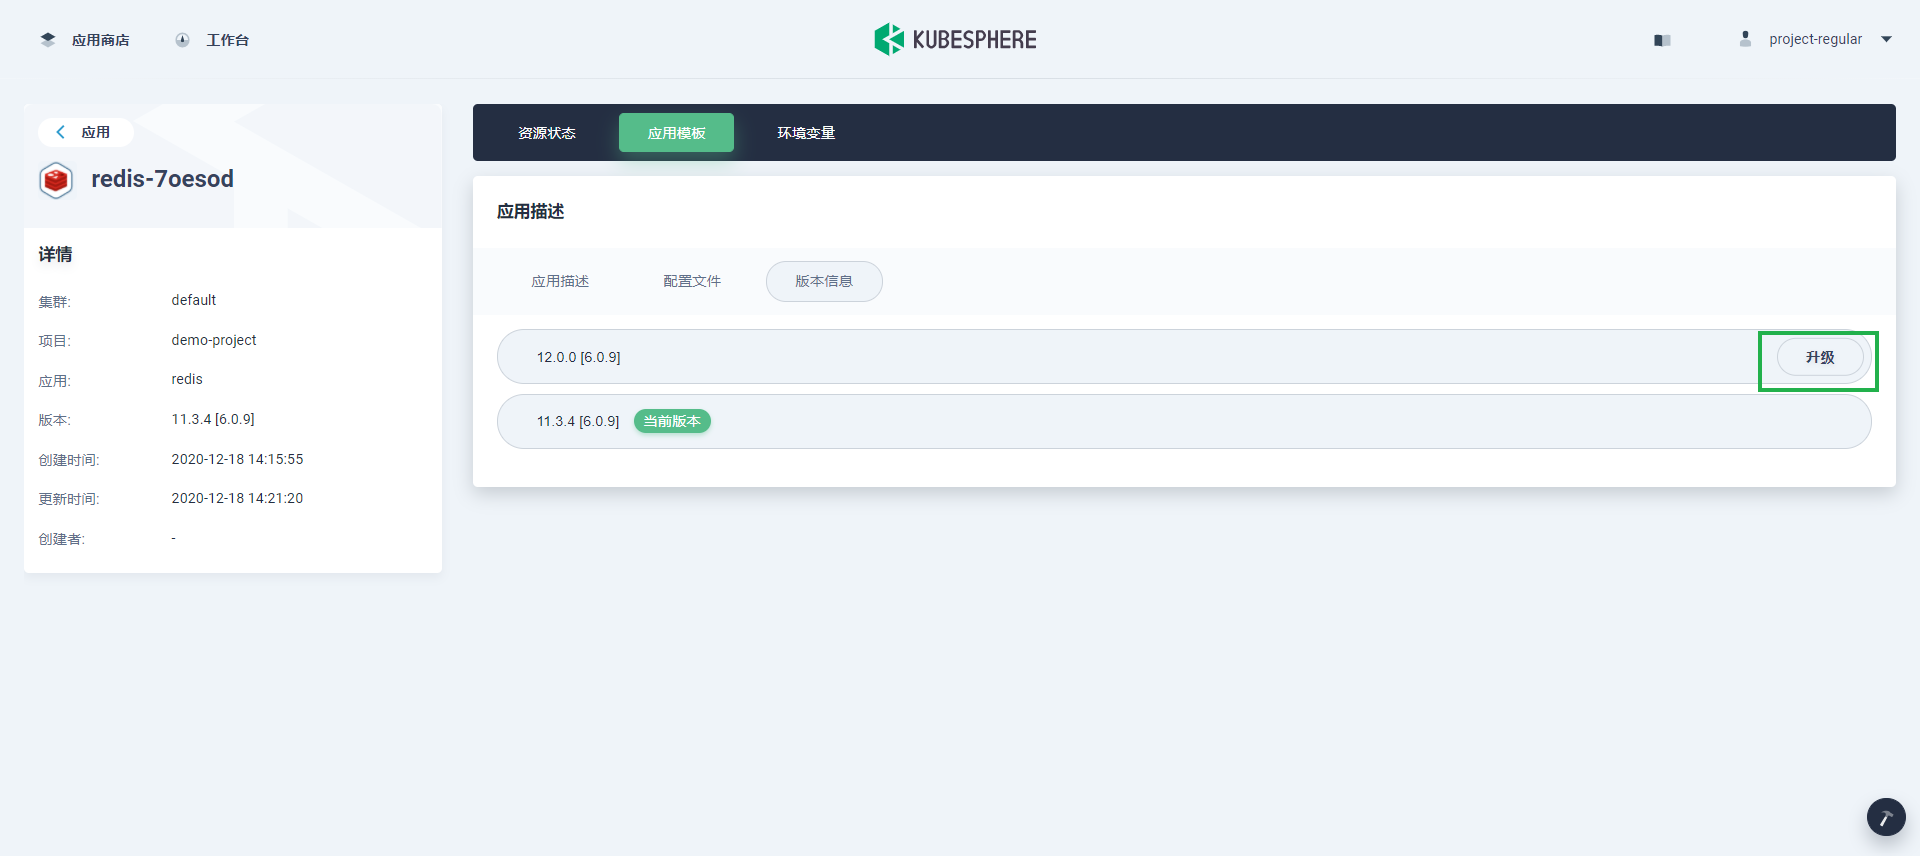 应用商店
工作台
KUBESPHERE
project-regular
应用
redis-7oesod
详情
集群: default
项目: demo-project
应用: redis
版本: 11.3.4 [6.0.9]
创建时间: 2020-12-18 14:15:55
更新时间: 2020-12-18 14:21:20
创建者: -
资源状态 应用模板 环境变量
应用描述
应用描述 配置文件 版本信息
12.0.0 [6.0.9] 升级
11.3.4 [6.0.9] 当前版本